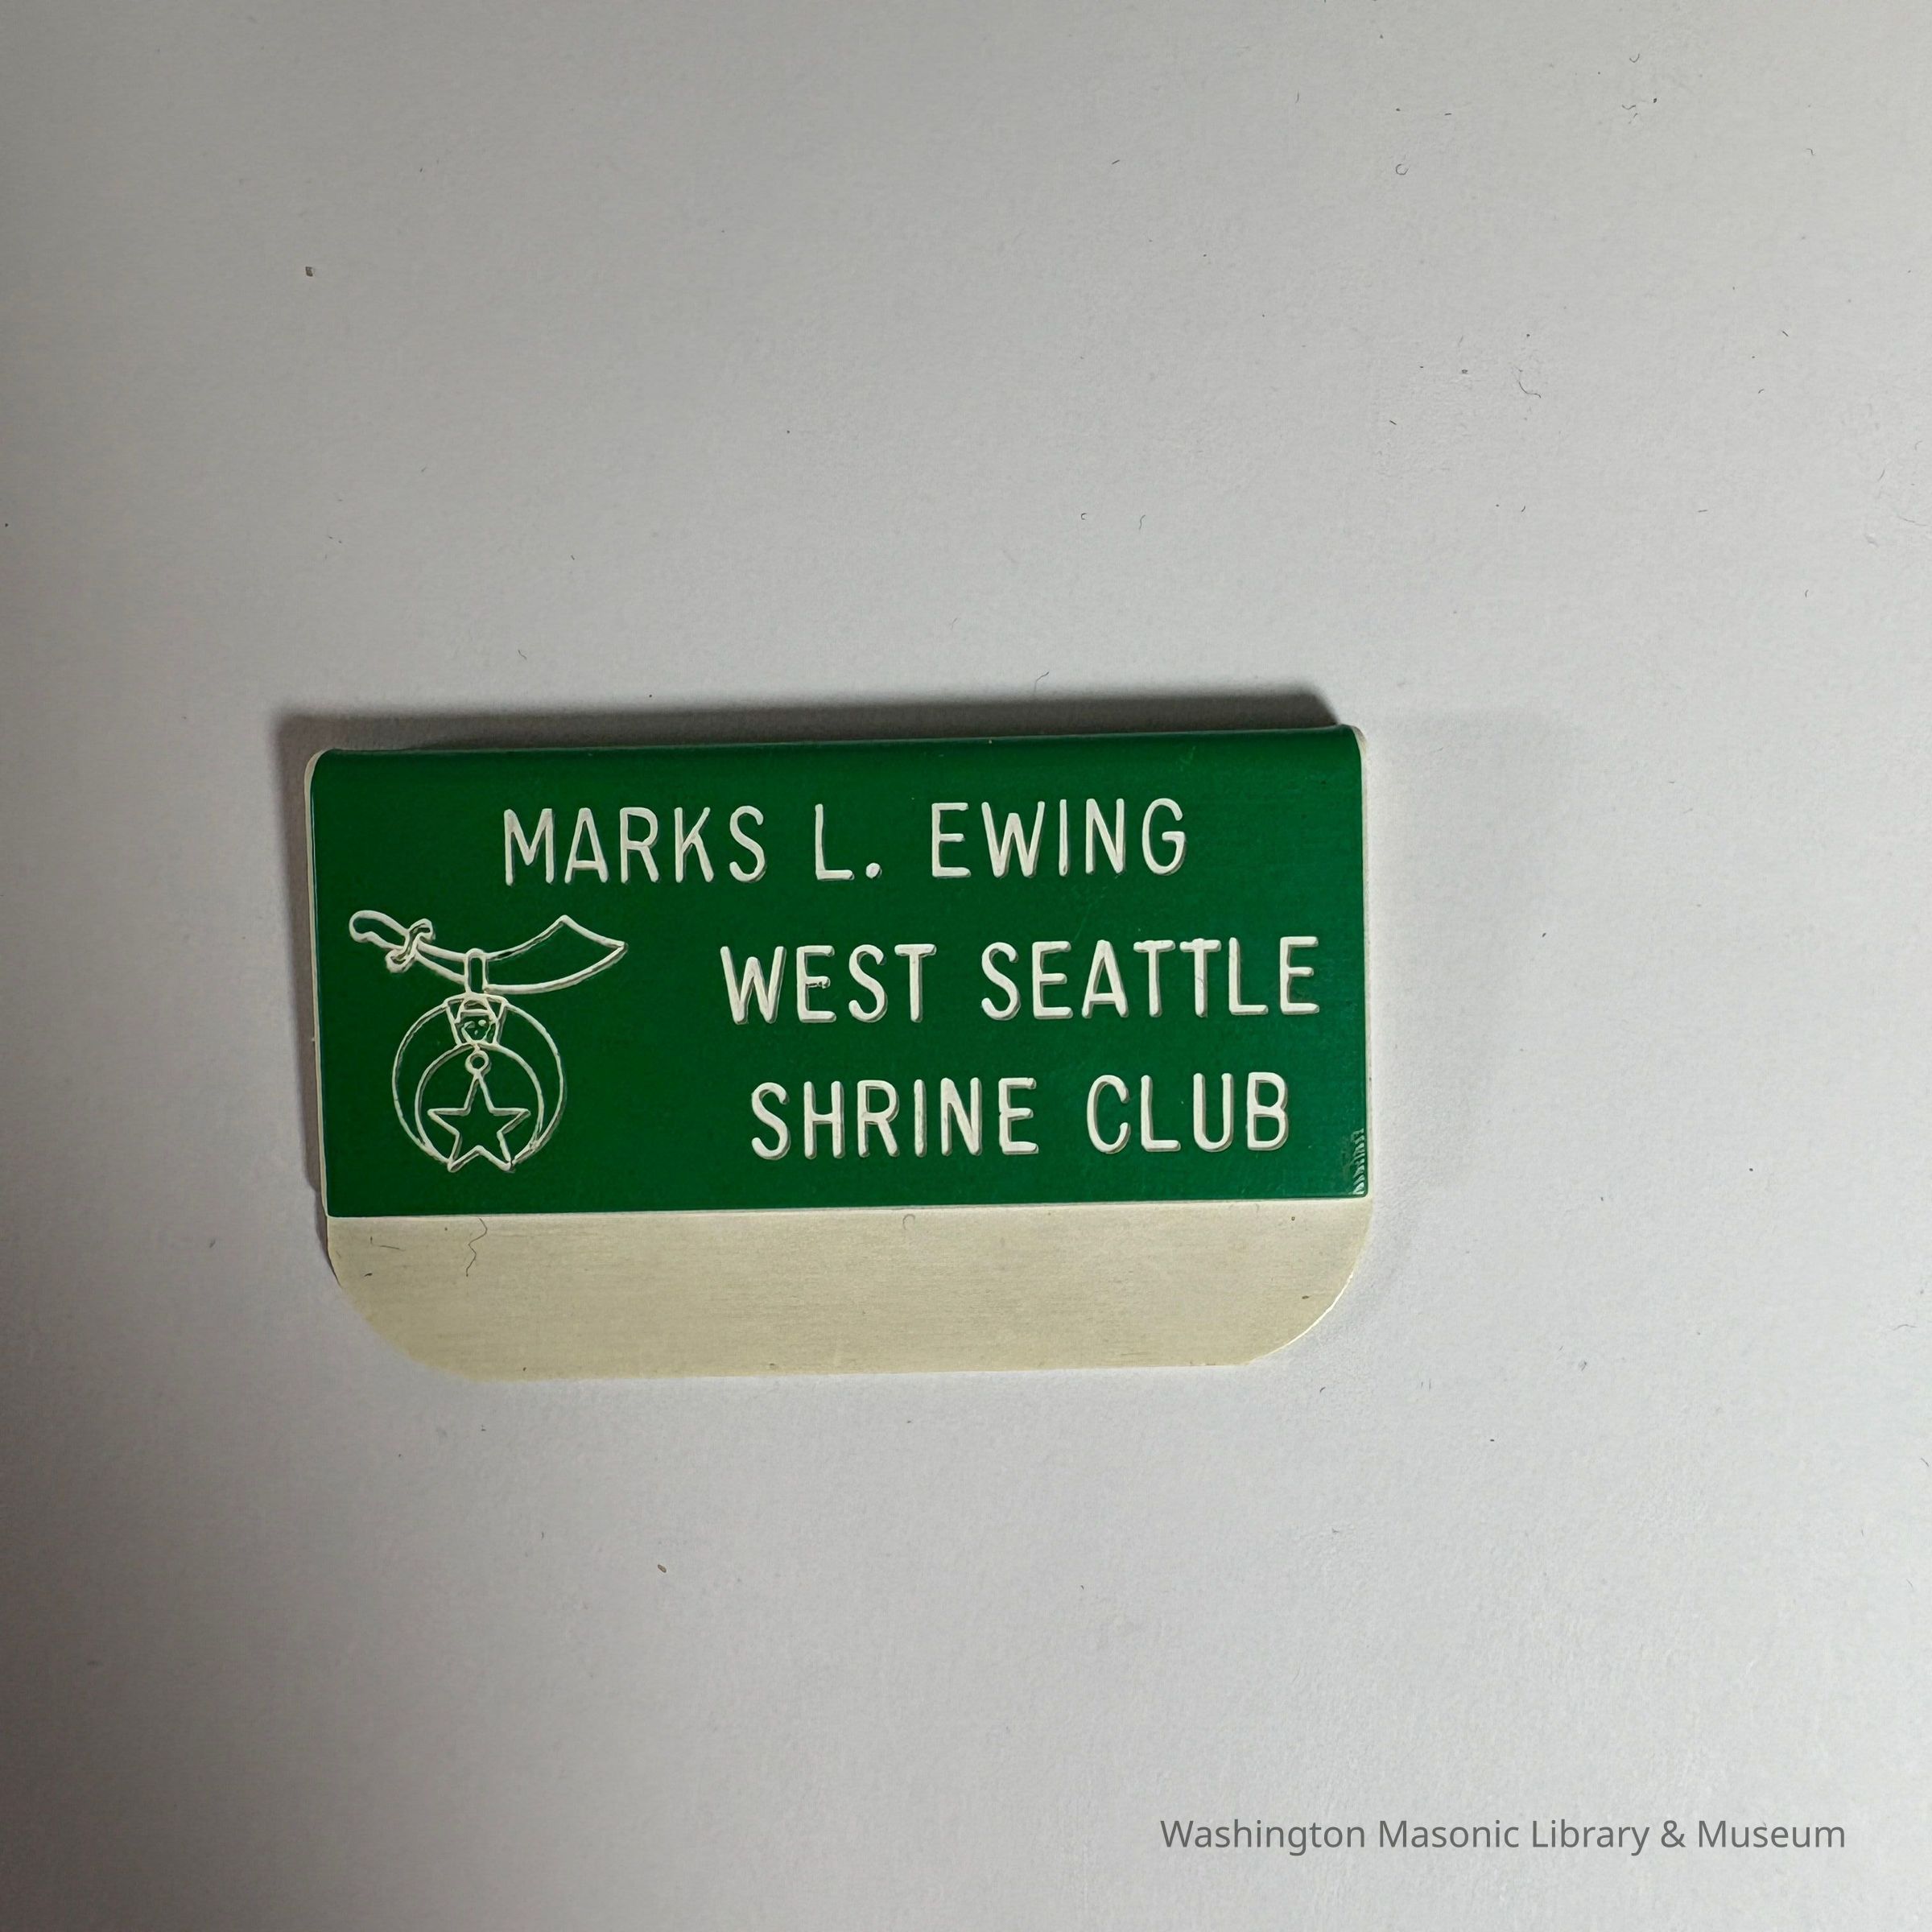 MARKS L. EWING
WEST SEATTLE
SHRINE CLUB
Washington Masonic Library & Museum